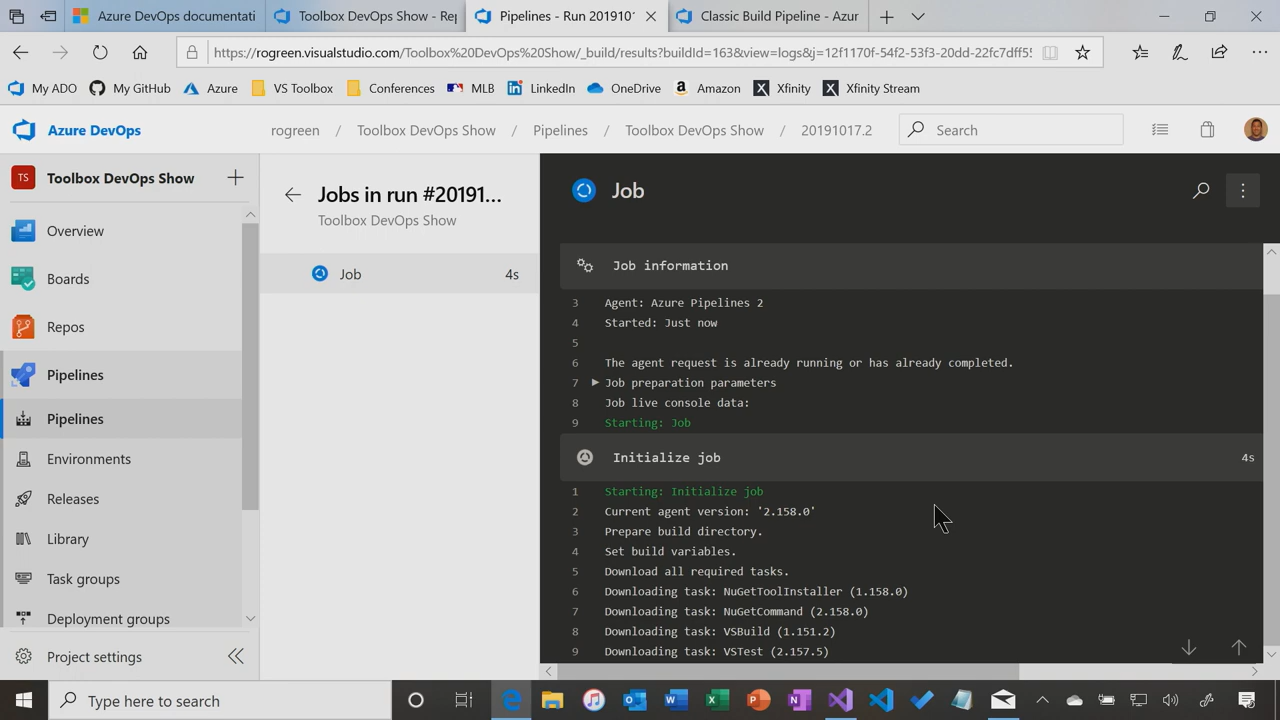 Azure DevOps documentati
Toolbox DevOps Show - Rep
Pipelines - Run 20191017
Classic Build Pipeline - Azur
https://rogreen.visualstudio.com/Toolbox%20DevOps%20Show/_build/results?buildId=163&view=logs&j=12f1170f-54f2-53f3-20dd-22fc7dff55
My ADO
My GitHub
Azure
VS Toolbox
Conferences
MLB
LinkedIn
OneDrive
Amazon
Xfinity
Xfinity Stream
Azure DevOps
rogreen / Toolbox DevOps Show / Pipelines / Toolbox DevOps Show / 20191017.2
Search
TS
Toolbox DevOps Show
Overview
Boards
Repos
Pipelines
Pipelines
Environments
Releases
Library
Task groups
Deployment groups
Project settings
Jobs in run #20191...
Toolbox DevOps Show
Job 4s
Job
Job information
3 Agent: Azure Pipelines 2
4 Started: Just now
5
6 The agent request is already running or has already completed.
7 Job preparation parameters
8 Job live console data:
9 Starting: Job
Initialize job 4s
1 Starting: Initialize job
2 Current agent version: '2.158.0'
3 Prepare build directory.
4 Set build variables.
5 Download all required tasks.
6 Downloading task: NuGetToolInstaller (1.158.0)
7 Downloading task: NuGetCommand (2.158.0)
8 Downloading task: VSBuild (1.151.2)
9 Downloading task: VSTest (2.157.5)
Type here to search